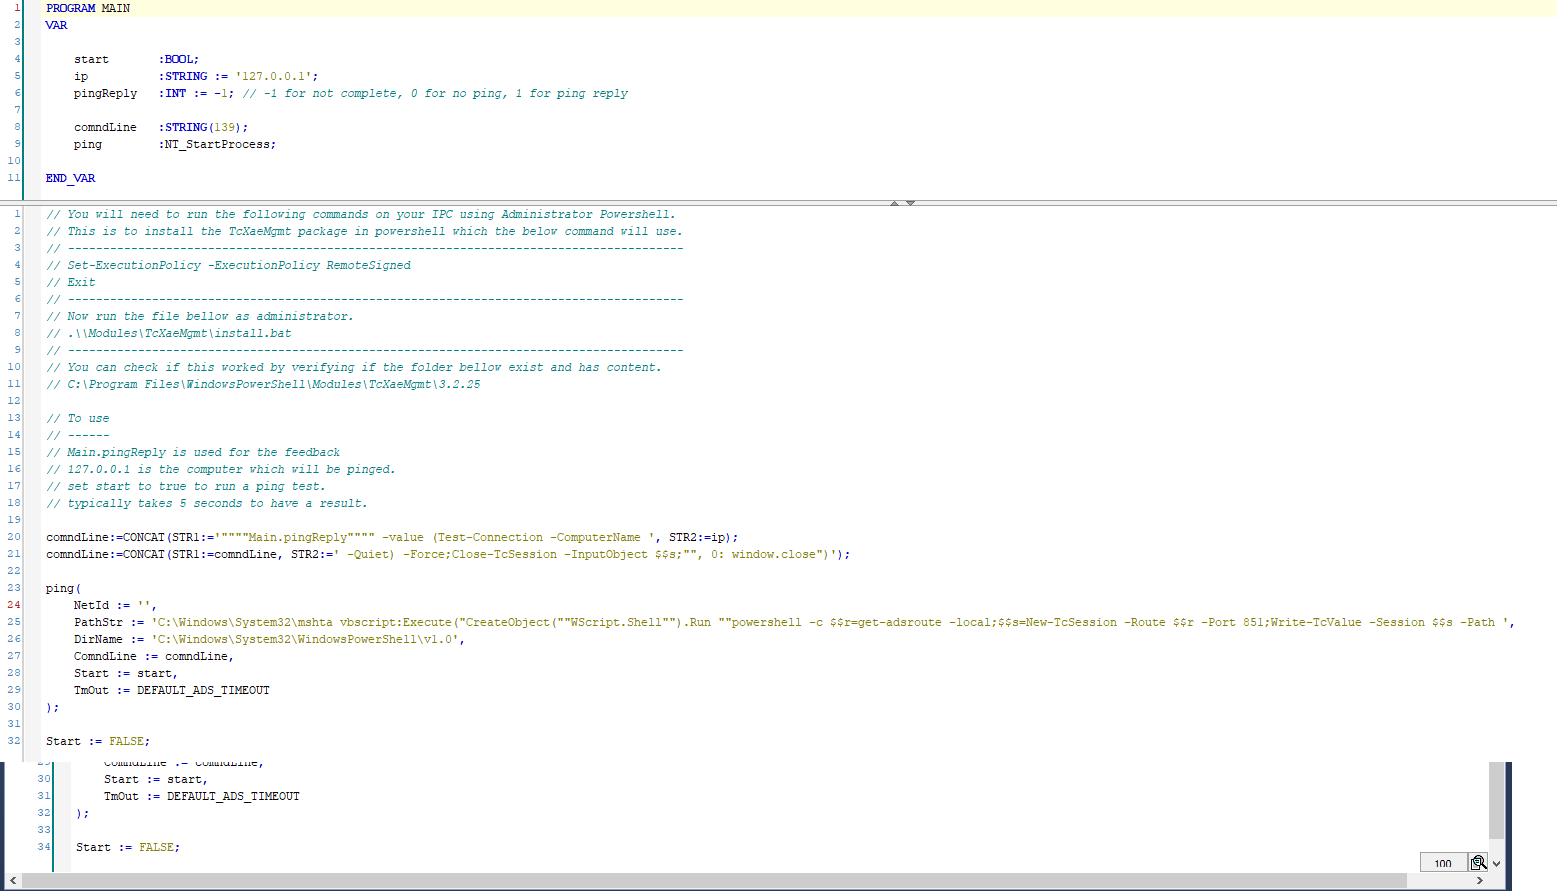 1 PROGRAM MAIN
2 VAR
3
4 start :BOOL;
5 ip :STRING := '127.0.0.1';
6 pingReply :INT := -1; // -1 for not complete, 0 for no ping, 1 for ping reply
7
8 comndLine :STRING(139);
9 ping :NT_StartProcess;
10
11 END_VAR
1 // You will need to run the following commands on your IPC using Administrator Powershell.
2 // This is to install the TcXaeMgmt package in powershell which the below command will use.
3 // ----------------------------------------------------------------------------------------
4 // Set-ExecutionPolicy -ExecutionPolicy RemoteSigned
5 // Exit
6 // ----------------------------------------------------------------------------------------
7 // Now run the file bellow as administrator.
8 // .\\Modules\TcXaeMgmt\install.bat
9 // ----------------------------------------------------------------------------------------
10 // You can check if this worked by verifying if the folder bellow exist and has content.
11 // C:\Program Files\WindowsPowerShell\Modules\TcXaeMgmt\3.2.25
12
13 // To use
14 // ------
15 // Main.pingReply is used for the feedback
16 // 127.0.0.1 is the computer which will be pinged.
17 // set start to true to run a ping test.
18 // typically takes 5 seconds to have a result.
19
20 comndLine:=CONCAT(STR1:='""""Main.pingReply"""" -value (Test-Connection -ComputerName ', STR2:=ip);
21 comndLine:=CONCAT(STR1:=comndLine, STR2:=' -Quiet) -Force;Close-TcSession -InputObject $$s;"", 0: window.close")');
22
23 ping(
24 NetId := '',
25 PathStr := 'C:\Windows\System32\mshta vbscript:Execute("CreateObject(""WScript.Shell"").Run ""powershell -c $$r=get-adsroute -local;$$s=New-TcSession -Route $$r -Port 851;Write-TcValue -Session $$s -Path ',
26 DirName := 'C:\Windows\System32\WindowsPowerShell\v1.0',
27 ComndLine := comndLine,
28 Start := start,
29 TmOut := DEFAULT_ADS_TIMEOUT
30 );
31
32 Start := FALSE;
29 ComndLine := comndLine,
30 Start := start,
31 TmOut := DEFAULT_ADS_TIMEOUT
32 );
33
34 Start := FALSE;
100